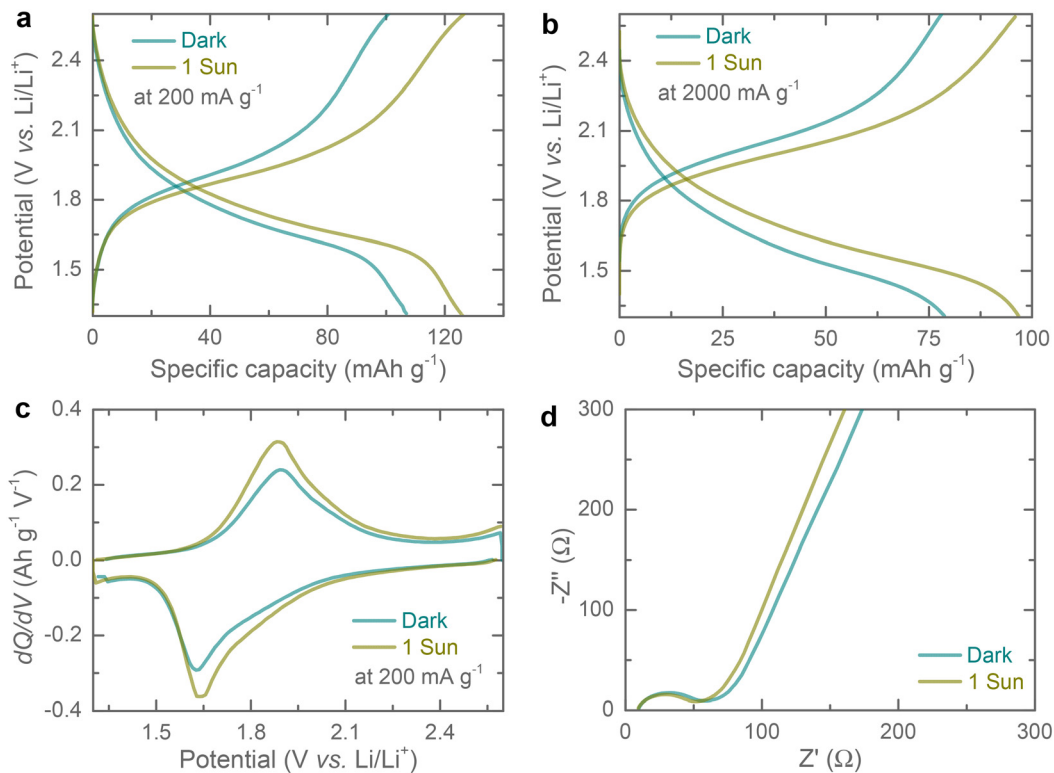 a
Dark
1 Sun
at 200 mA g⁻¹
Potential (V vs. Li/Li⁺)
2.4
2.1
1.8
1.5
0 40 80 120
Specific capacity (mAh g⁻¹)
b
Dark
1 Sun
at 2000 mA g⁻¹
Potential (V vs. Li/Li⁺)
2.4
2.1
1.8
1.5
0 25 50 75 100
Specific capacity (mAh g⁻¹)
c
Dark
1 Sun
at 200 mA g⁻¹
dQ/dV (Ah g⁻¹ V⁻¹)
0.4
0.2
0.0
-0.2
-0.4
1.5 1.8 2.1 2.4
Potential (V vs. Li/Li⁺)
d
Dark
1 Sun
-Z" (Ω)
300
200
100
0
0 100 200 300
Z' (Ω)